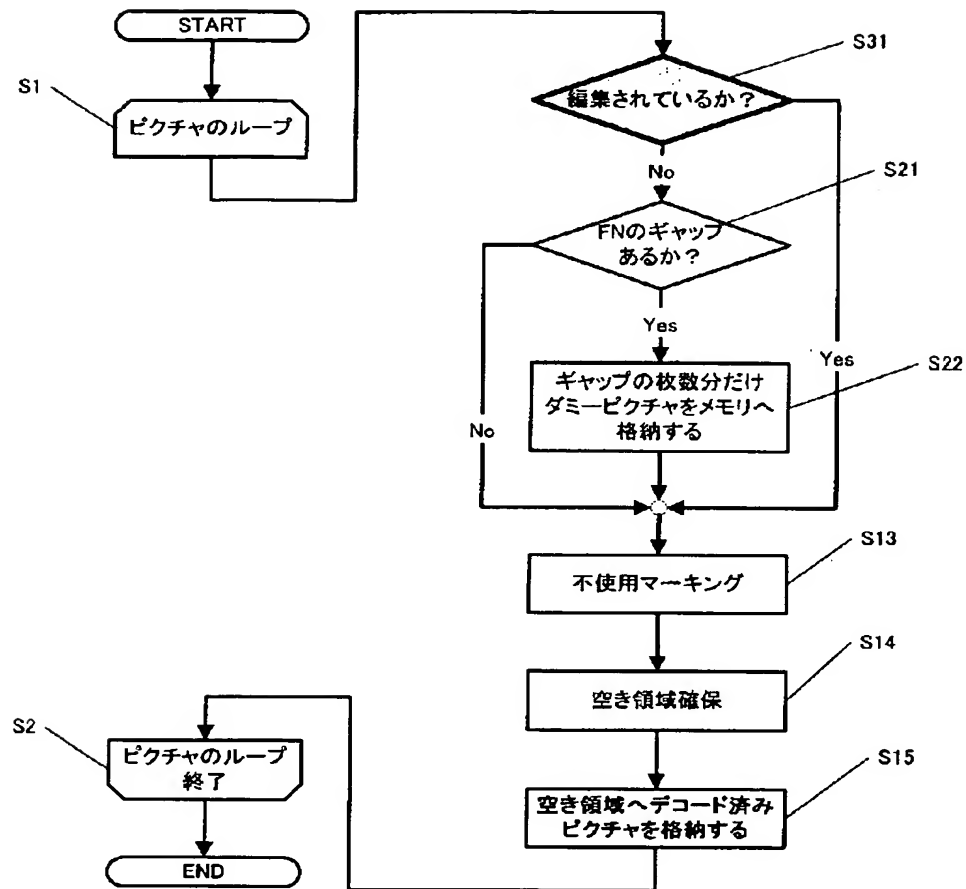 START
S1
ピクチャのループ
S31
編集されているか?
No
S21
FNのギャップ
あるか?
Yes
No
Yes
S22
ギャップの枚数分だけ
ダミーピクチャをメモリへ
格納する
S13
不使用マーキング
S14
空き領域確保
S15
空き領域へデコード済み
ピクチャを格納する
S2
ピクチャのループ
終了
END